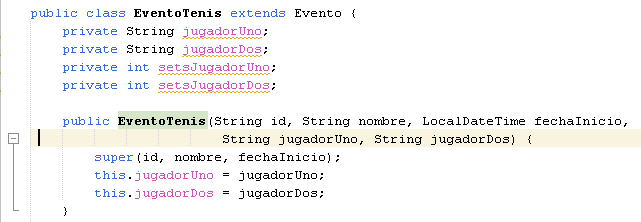 public class EventoTenis extends Evento {
private String jugadorUno;
private String jugadorDos;
private int setsJugadorUno;
private int setsJugadorDos;
public EventoTenis(String id, String nombre, LocalDateTime fechaInicio,
String jugadorUno, String jugadorDos) {
super(id, nombre, fechaInicio);
this.jugadorUno = jugadorUno;
this.jugadorDos = jugadorDos;
}